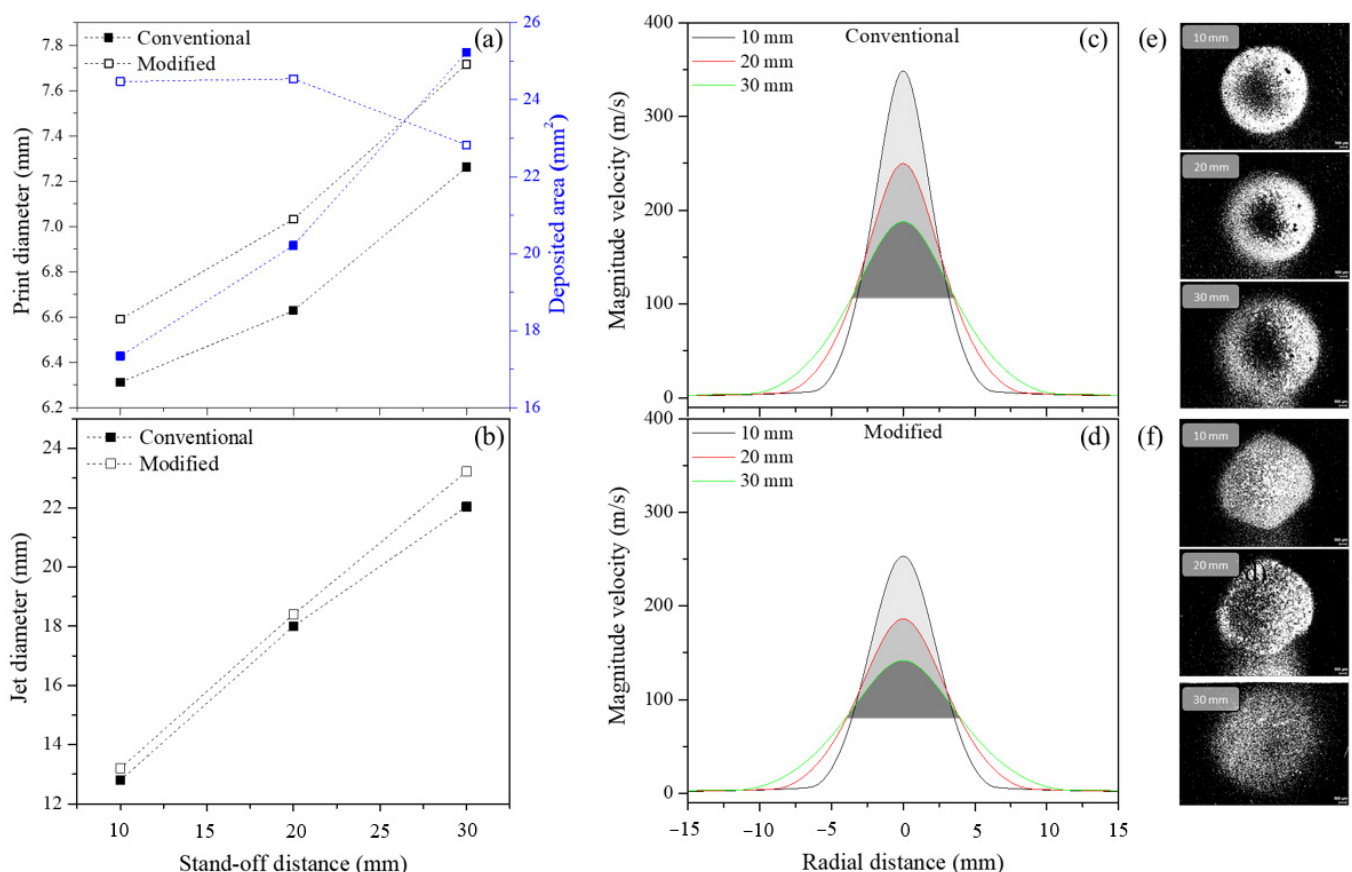 (a)
Conventional
Modified
7.8
7.6
7.4
7.2
7.0
6.8
6.6
6.4
6.2
Print diameter (mm)
26
24
22
20
18
16
Deposited area (mm²)
(b)
Conventional
Modified
24
22
20
18
16
14
12
Jet diameter (mm)
10 15 20 25 30
Stand-off distance (mm)
(c)
Conventional
10 mm
20 mm
30 mm
400
300
200
100
0
Magnitude velocity (m/s)
(d)
Modified
10 mm
20 mm
30 mm
400
300
200
100
0
Magnitude velocity (m/s)
−15 −10 −5 0 5 10 15
Radial distance (mm)
(e)
10 mm
20 mm
30 mm
(f)
10 mm
20 mm
d)
30 mm